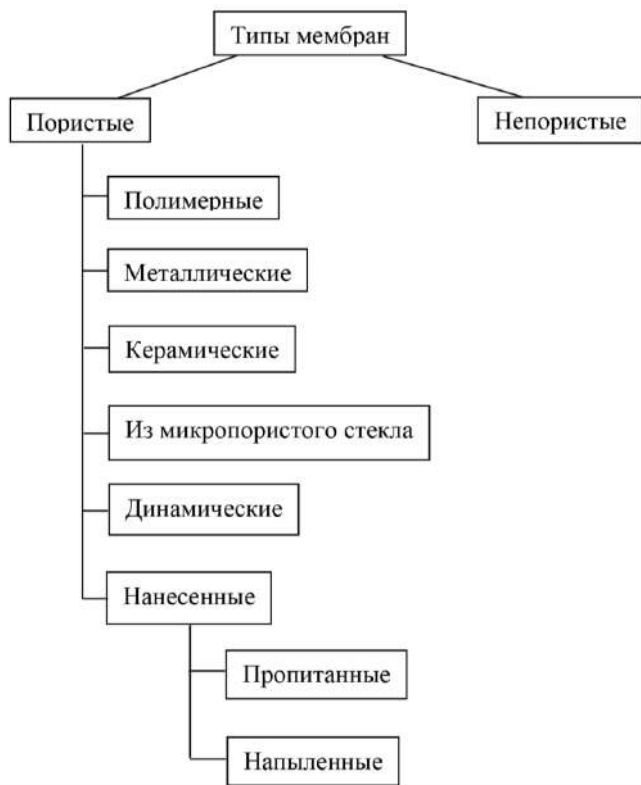 Типы мембран
Пористые
Непористые
Полимерные
Металлические
Керамические
Из микропористого стекла
Динамические
Нанесенные
Пропитанные
Напыленные